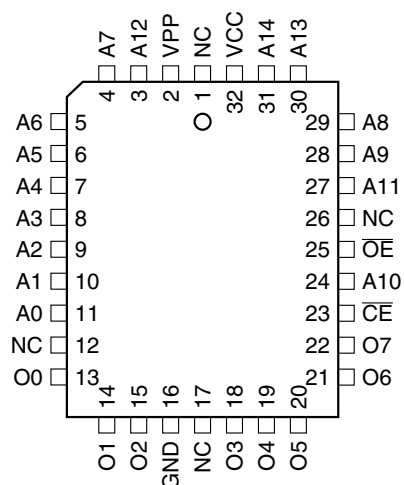 A7 A12 VPP NC VCC A14 A13
4 3 2 1 32 31 30
A6 5 29 A8
A5 6 28 A9
A4 7 27 A11
A3 8 26 NC
A2 9 25 O̅E̅
A1 10 24 A10
A0 11 23 C̅E̅
NC 12 22 O7
O0 13 21 O6
14 15 16 17 18 19 20
O1 O2 GND NC O3 O4 O5